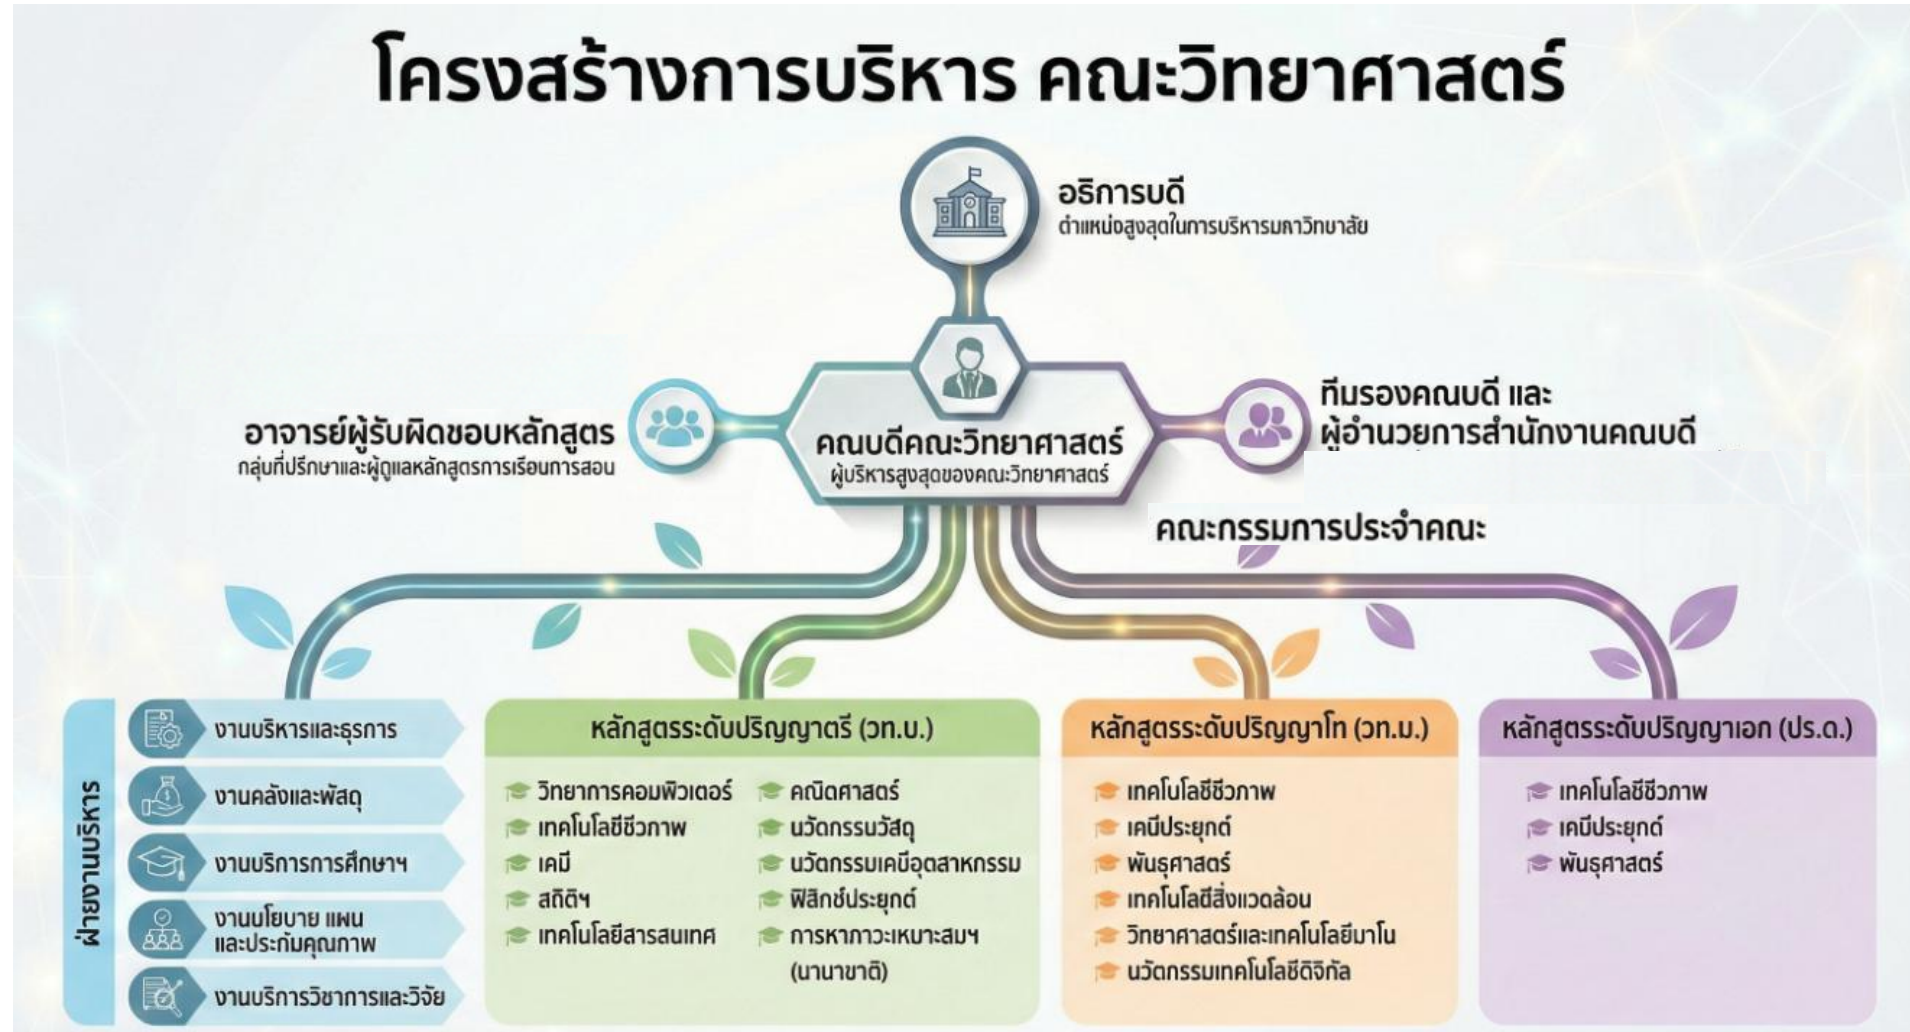 โครงสร้างการบริหาร คณะวิทยาศาสตร์
อธิการบดี
ตำแหน่งสูงสุดในการบริหารมกาวิทบาลัย
อาจารย์ผู้รับผิดชอบหลักสูตร
กลุ่มที่ปรึกษาและผู้ดูแลหลักสูตรการเรียนการสอน
คณบดีคณะวิทยาศาสตร์
ผู้บริหารสูงสุดของคณะวิทยาศาสตร์
ทีมรองคณบดี และ
ผู้อำนวยการสำนักงานคณบดี
คณะกรรมการประจำคณะ
ฝ่ายงานบริหาร
งานบริหารและธุรการ
งานคลังและพัสดุ
งานบริการการศึกษาฯ
งานนโยบาย แผน
และประกันคุณภาพ
งานบริการวิชาการและวิจัย
หลักสูตรระดับปริญญาตรี (วท.บ.)
วิทยาการคอมพิวเตอร์
เทคโนโลยีชีวภาพ
เคมี
สถิติฯ
เทคโนโลยีสารสนเทศ
คณิตศาสตร์
นวัตกรรมวัสดุ
นวัตกรรมเคมีอุตสาหกรรม
ฟิสิกช์ประยุกต์
การหาภาวะเหมาะสมฯ
(นานาชาติ)
หลักสูตรระดับปริญญาโท (วท.ม.)
เทคโนโลชีชีวภาพ
เคมีประยุกต์
พันธุศาสตร์
เทคโนโลตีสิ่งแวดล้อน
วิทยาศาสตร์และเทคโนโลยีมาโน
นวัตกรรมเทคโนโลชีดิจิกัล
หลักสูตรระดับปริญญาเอก (ปร.ด.)
เทคโนโลชีชีวภาพ
เคมีประยุกต์
พันธุศาสตร์